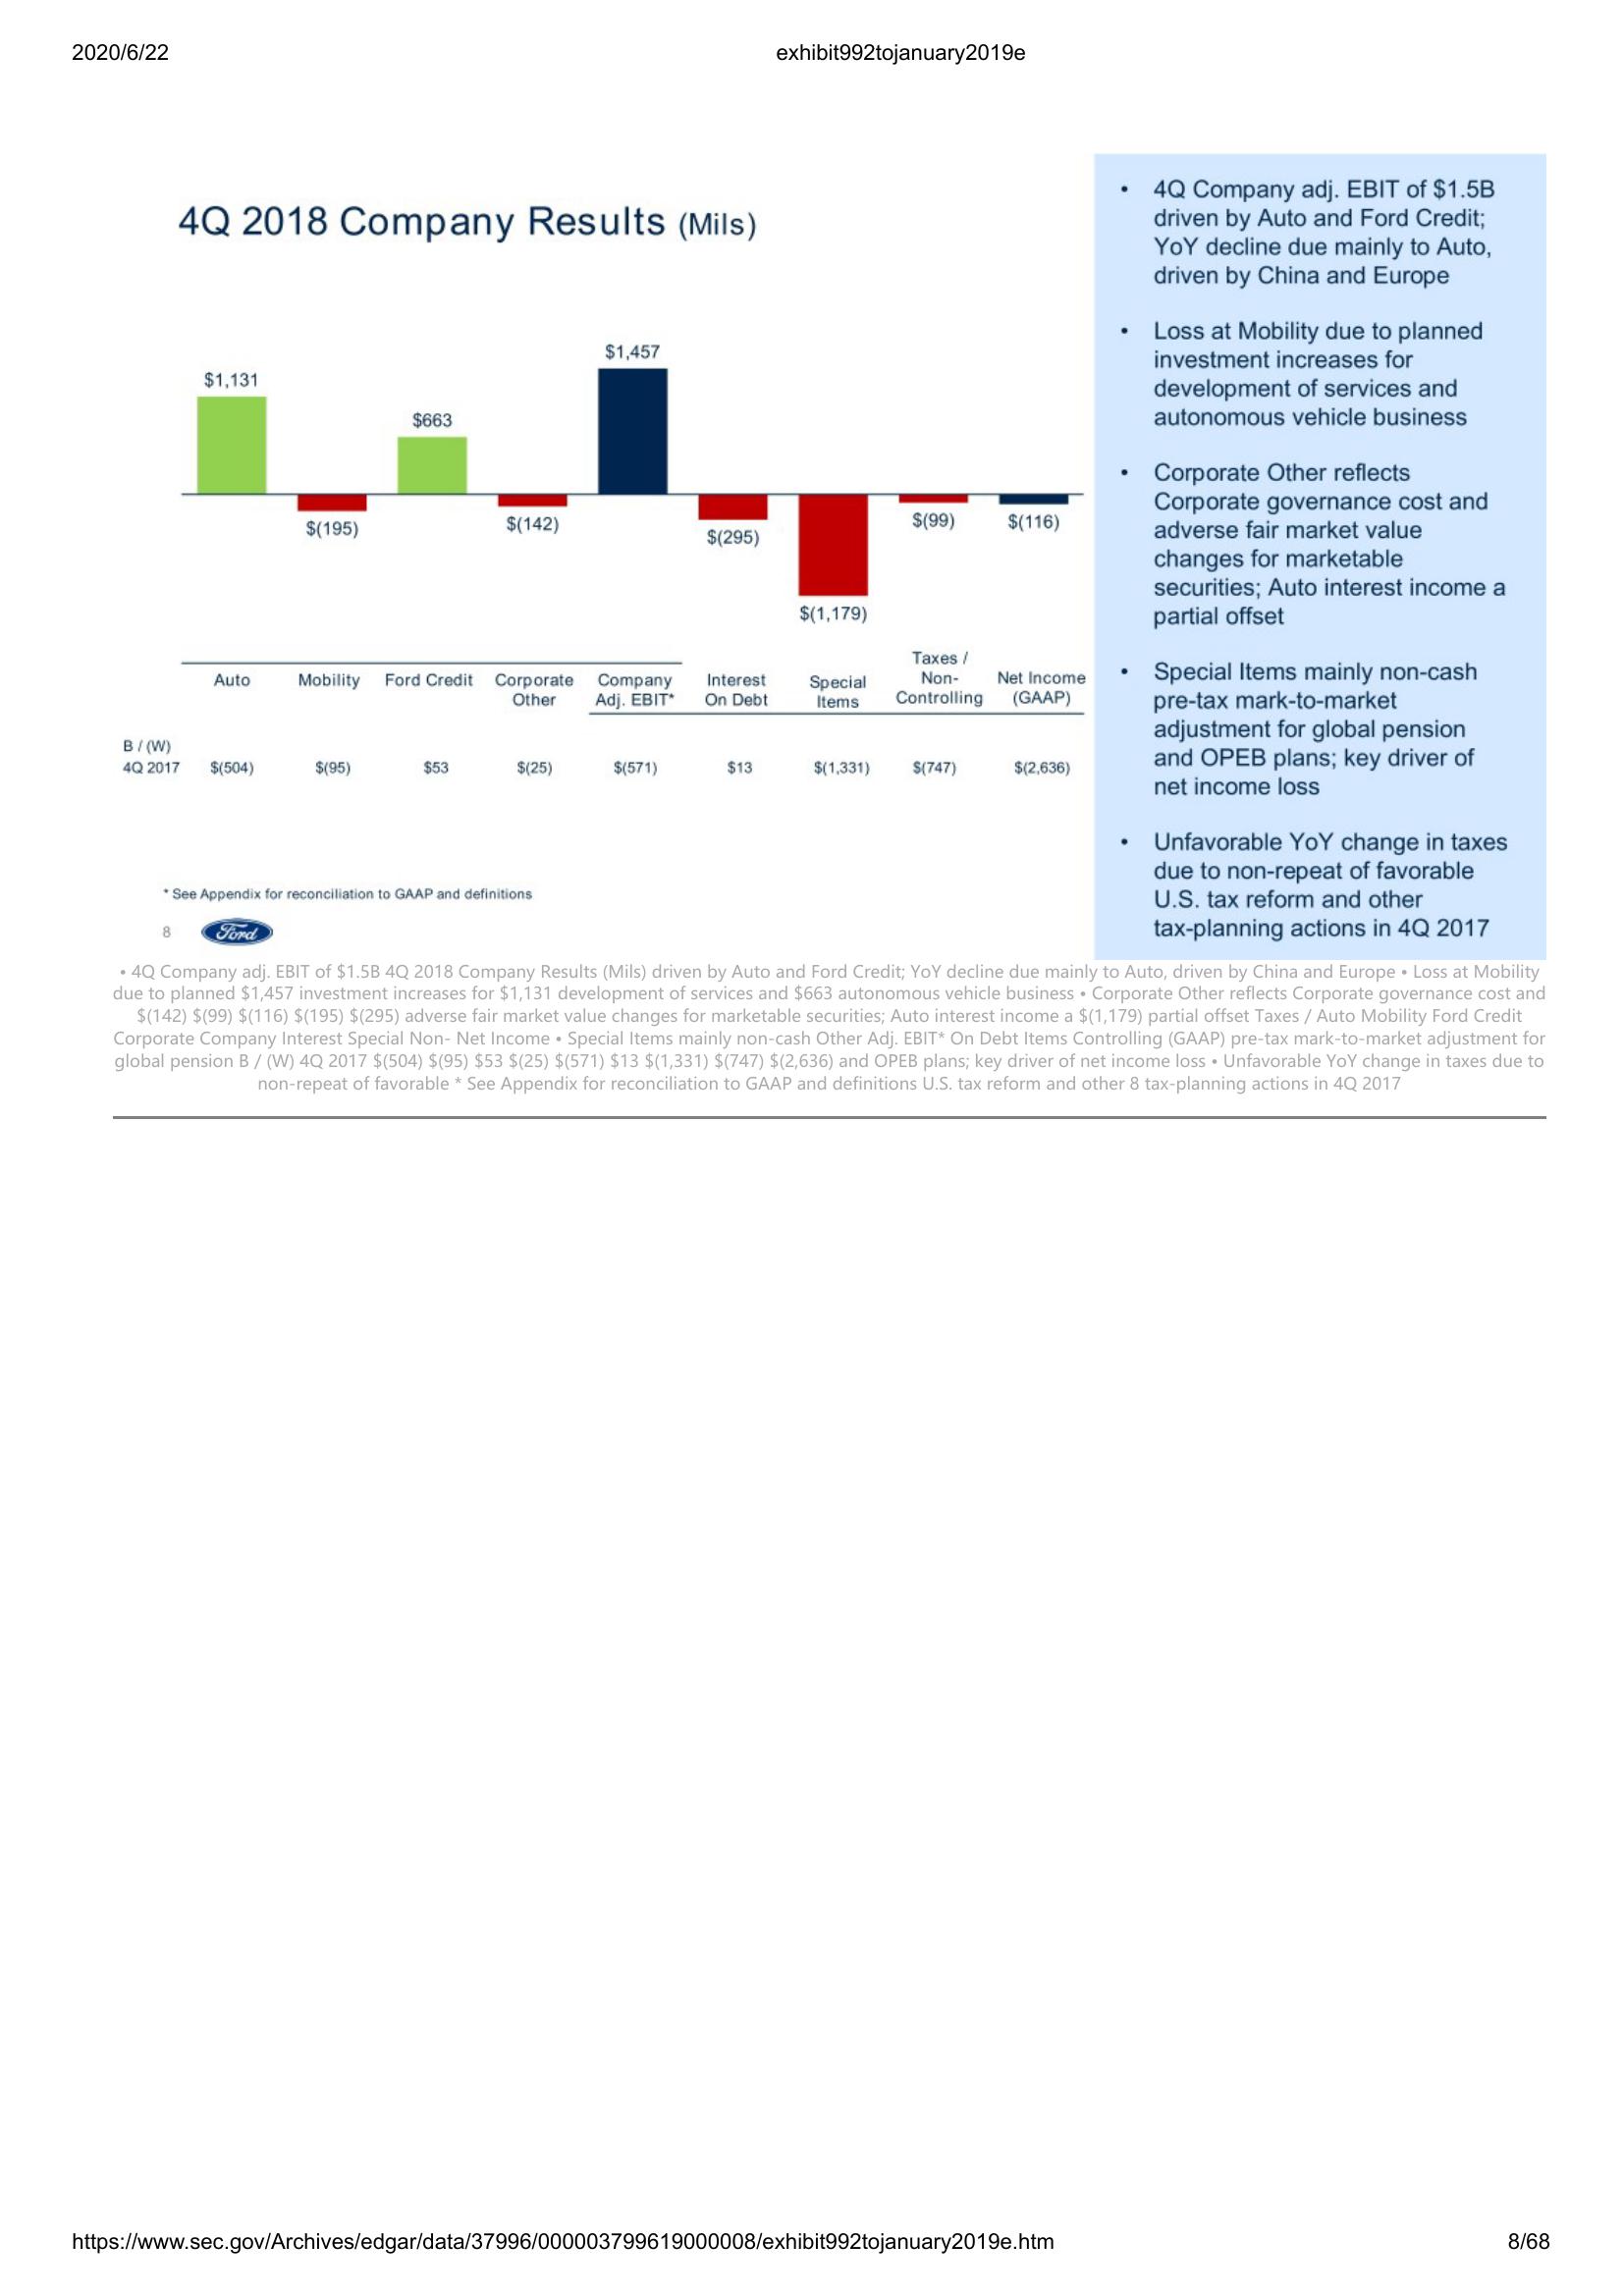 2020/6/22 exhibit992tojanuary2019e
4Q 2018 Company Results (Mils)
$1,131
$(195)
$663
$(142)
$1,457
$(295)
$(1,179)
$(99)
$(116)
Auto
Mobility
Ford Credit
Corporate
Other
Company
Adj. EBIT*
Interest
On Debt
Special
Items
Taxes /
Non-
Controlling
Net Income
(GAAP)
B / (W)
4Q 2017 $(504) $(95) $53 $(25) $(571) $13 $(1,331) $(747) $(2,636)
* See Appendix for reconciliation to GAAP and definitions
8 Ford
• 4Q Company adj. EBIT of $1.5B
driven by Auto and Ford Credit;
YoY decline due mainly to Auto,
driven by China and Europe
• Loss at Mobility due to planned
investment increases for
development of services and
autonomous vehicle business
• Corporate Other reflects
Corporate governance cost and
adverse fair market value
changes for marketable
securities; Auto interest income a
partial offset
• Special Items mainly non-cash
pre-tax mark-to-market
adjustment for global pension
and OPEB plans; key driver of
net income loss
• Unfavorable YoY change in taxes
due to non-repeat of favorable
U.S. tax reform and other
tax-planning actions in 4Q 2017
• 4Q Company adj. EBIT of $1.5B 4Q 2018 Company Results (Mils) driven by Auto and Ford Credit; YoY decline due mainly to Auto, driven by China and Europe • Loss at Mobility
due to planned $1,457 investment increases for $1,131 development of services and $663 autonomous vehicle business • Corporate Other reflects Corporate governance cost and
$(142) $(99) $(116) $(195) $(295) adverse fair market value changes for marketable securities; Auto interest income a $(1,179) partial offset Taxes / Auto Mobility Ford Credit
Corporate Company Interest Special Non- Net Income • Special Items mainly non-cash Other Adj. EBIT* On Debt Items Controlling (GAAP) pre-tax mark-to-market adjustment for
global pension B / (W) 4Q 2017 $(504) $(95) $53 $(25) $(571) $13 $(1,331) $(747) $(2,636) and OPEB plans; key driver of net income loss • Unfavorable YoY change in taxes due to
non-repeat of favorable * See Appendix for reconciliation to GAAP and definitions U.S. tax reform and other 8 tax-planning actions in 4Q 2017
https://www.sec.gov/Archives/edgar/data/37996/000003799619000008/exhibit992tojanuary2019e.htm 8/68